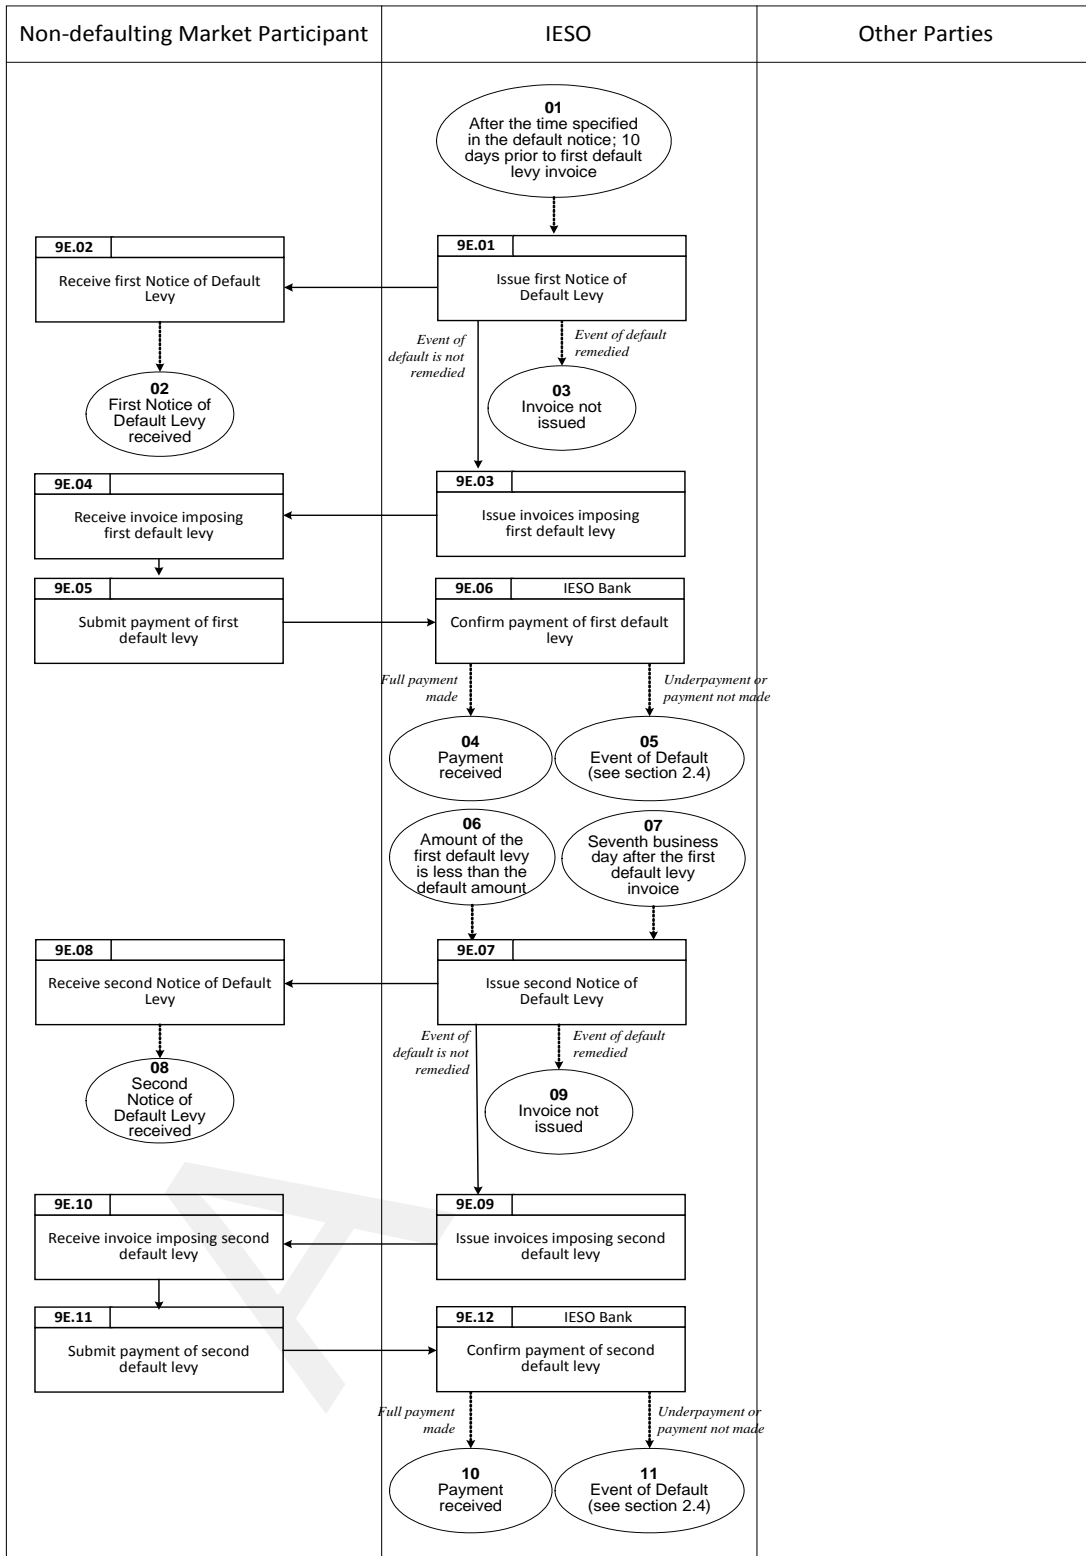 Non-defaulting Market Participant
IESO
Other Parties
01
After the time specified
in the default notice; 10
days prior to first default
levy invoice
9E.02
Receive first Notice of Default
Levy
9E.01
Issue first Notice of
Default Levy
Event of
default is not
remedied
Event of default
remedied
02
First Notice of
Default Levy
received
03
Invoice not
issued
9E.04
Receive invoice imposing
first default levy
9E.03
Issue invoices imposing
first default levy
9E.05
Submit payment of first
default levy
9E.06
IESO Bank
Confirm payment of first default
levy
Full payment
made
Underpayment or
payment not made
04
Payment
received
05
Event of Default
(see section 2.4)
06
Amount of the
first default levy
is less than the
default amount
07
Seventh business
day after the first
default levy
invoice
9E.08
Receive second Notice of Default
Levy
9E.07
Issue second Notice of
Default Levy
Event of
default is not
remedied
Event of default
remedied
08
Second
Notice of
Default Levy
received
09
Invoice not
issued
9E.10
Receive invoice imposing second
default levy
9E.09
Issue invoices imposing second
default levy
9E.11
Submit payment of second
default levy
9E.12
IESO Bank
Confirm payment of second
default levy
Full payment
made
Underpayment or
payment not made
10
Payment
received
11
Event of Default
(see section 2.4)
A